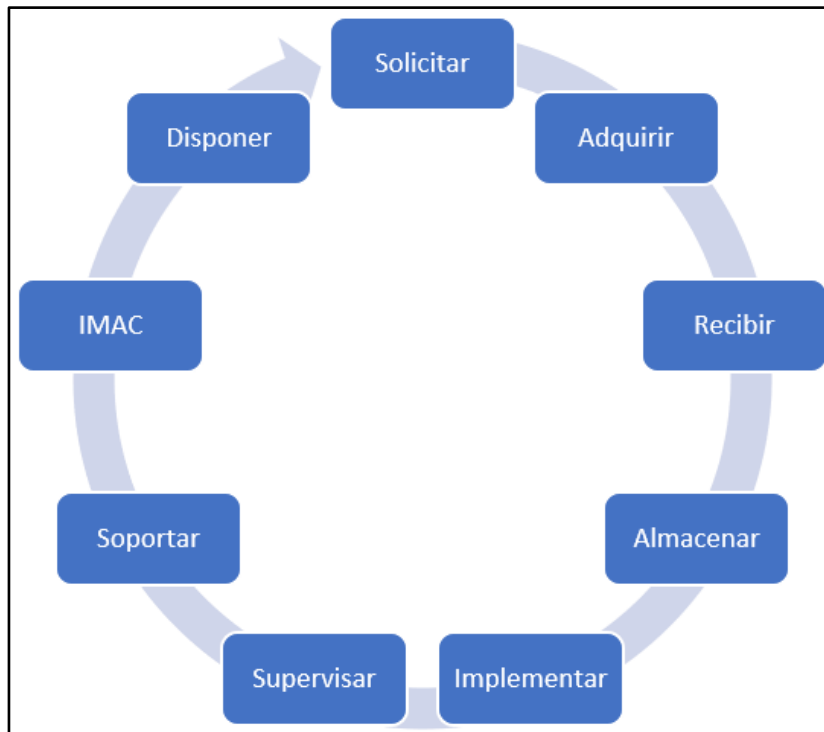 Solicitar
Adquirir
Recibir
Almacenar
Implementar
Supervisar
Soportar
IMAC
Disponer